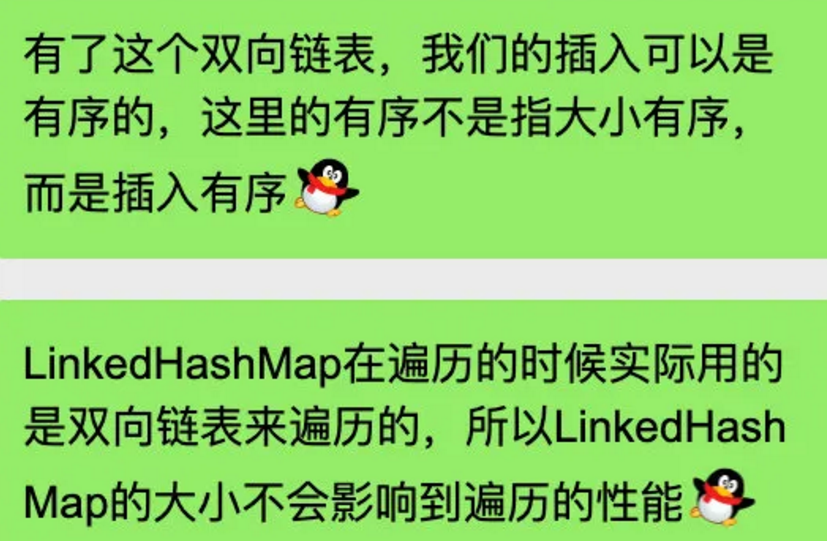 有了这个双向链表，我们的插入可以是
有序的，这里的有序不是指大小有序，
而是插入有序
LinkedHashMap在遍历的时候实际用的
是双向链表来遍历的，所以LinkedHash
Map的大小不会影响到遍历的性能